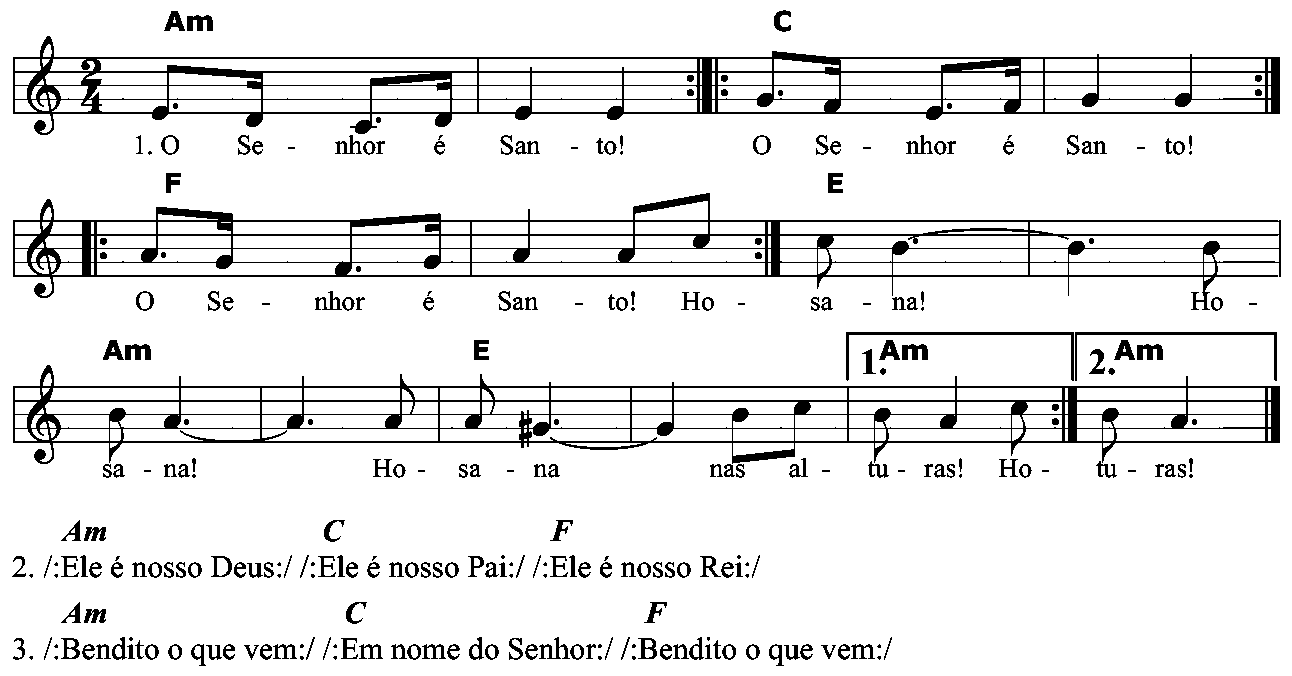 Am C
2 4
1. O Se - nhor é San - to! O Se - nhor é San - to!
F E
O Se - nhor é San - to! Ho - sa - na! Ho -
Am E 1. Am 2. Am
sa - na! Ho - sa - na nas al - tu - ras! Ho - tu - ras!
Am C F
2. /:Ele é nosso Deus:/ /:Ele é nosso Pai:/ /:Ele é nosso Rei:/
Am C F
3. /:Bendito o que vem:/ /:Em nome do Senhor:/ /:Bendito o que vem:/